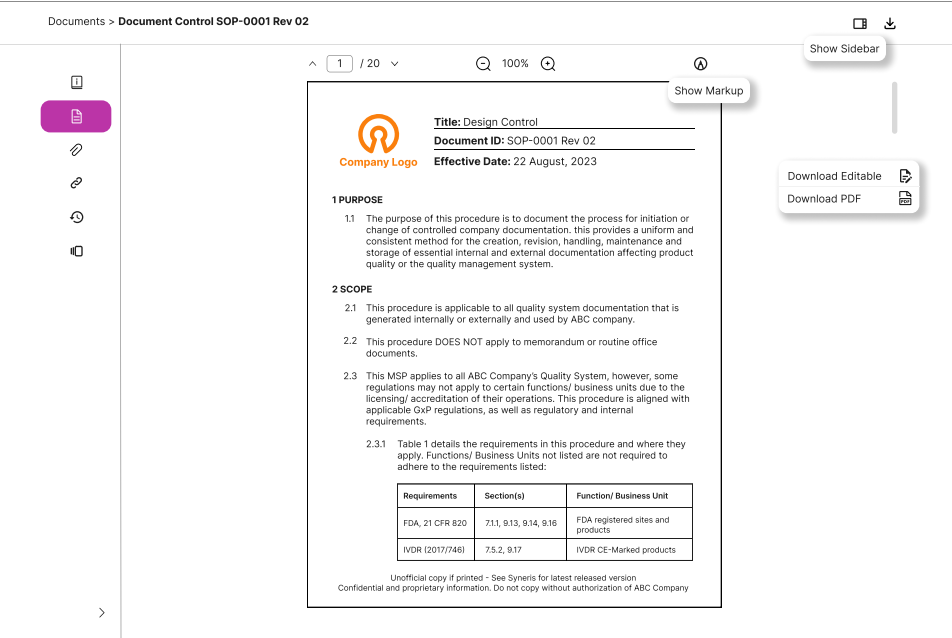 Documents > Document Control SOP-0001 Rev 02
Show Sidebar
1 / 20
100%
Show Markup
Company Logo
Title: Design Control
Document ID: SOP-0001 Rev 02
Effective Date: 22 August, 2023
Download Editable
Download PDF
PDF
1 PURPOSE
1.1 The purpose of this procedure is to document the process for initiation or
change of controlled company documentation. this provides a uniform and
consistent method for the creation, revision, handling, maintenance and
storage of essential internal and external documentation affecting product
quality or the quality management system.
2 SCOPE
2.1 This procedure is applicable to all quality system documentation that is
generated internally or externally and used by ABC company.
2.2 This procedure DOES NOT apply to memorandum or routine office
documents.
2.3 This MSP applies to all ABC Company's Quality System, however, some
regulations may not apply to certain functions/ business units due to the
licensing/ accreditation of their operations. This procedure is aligned with
applicable GxP regulations, as well as regulatory and internal
requirements.
2.3.1 Table 1 details the requirements in this procedure and where they
apply. Functions/ Business Units not listed are not required to
adhere to the requirements listed:
Requirements Section(s) Function/ Business Unit
FDA, 21 CFR 820 7.1.1, 9.13, 9.14, 9.16 FDA registered sites and
products
IVDR (2017/746) 7.5.2, 9.17 IVDR CE-Marked products
Unofficial copy if printed - See Syneris for latest released version
Confidential and proprietary information. Do not copy without authorization of ABC Company